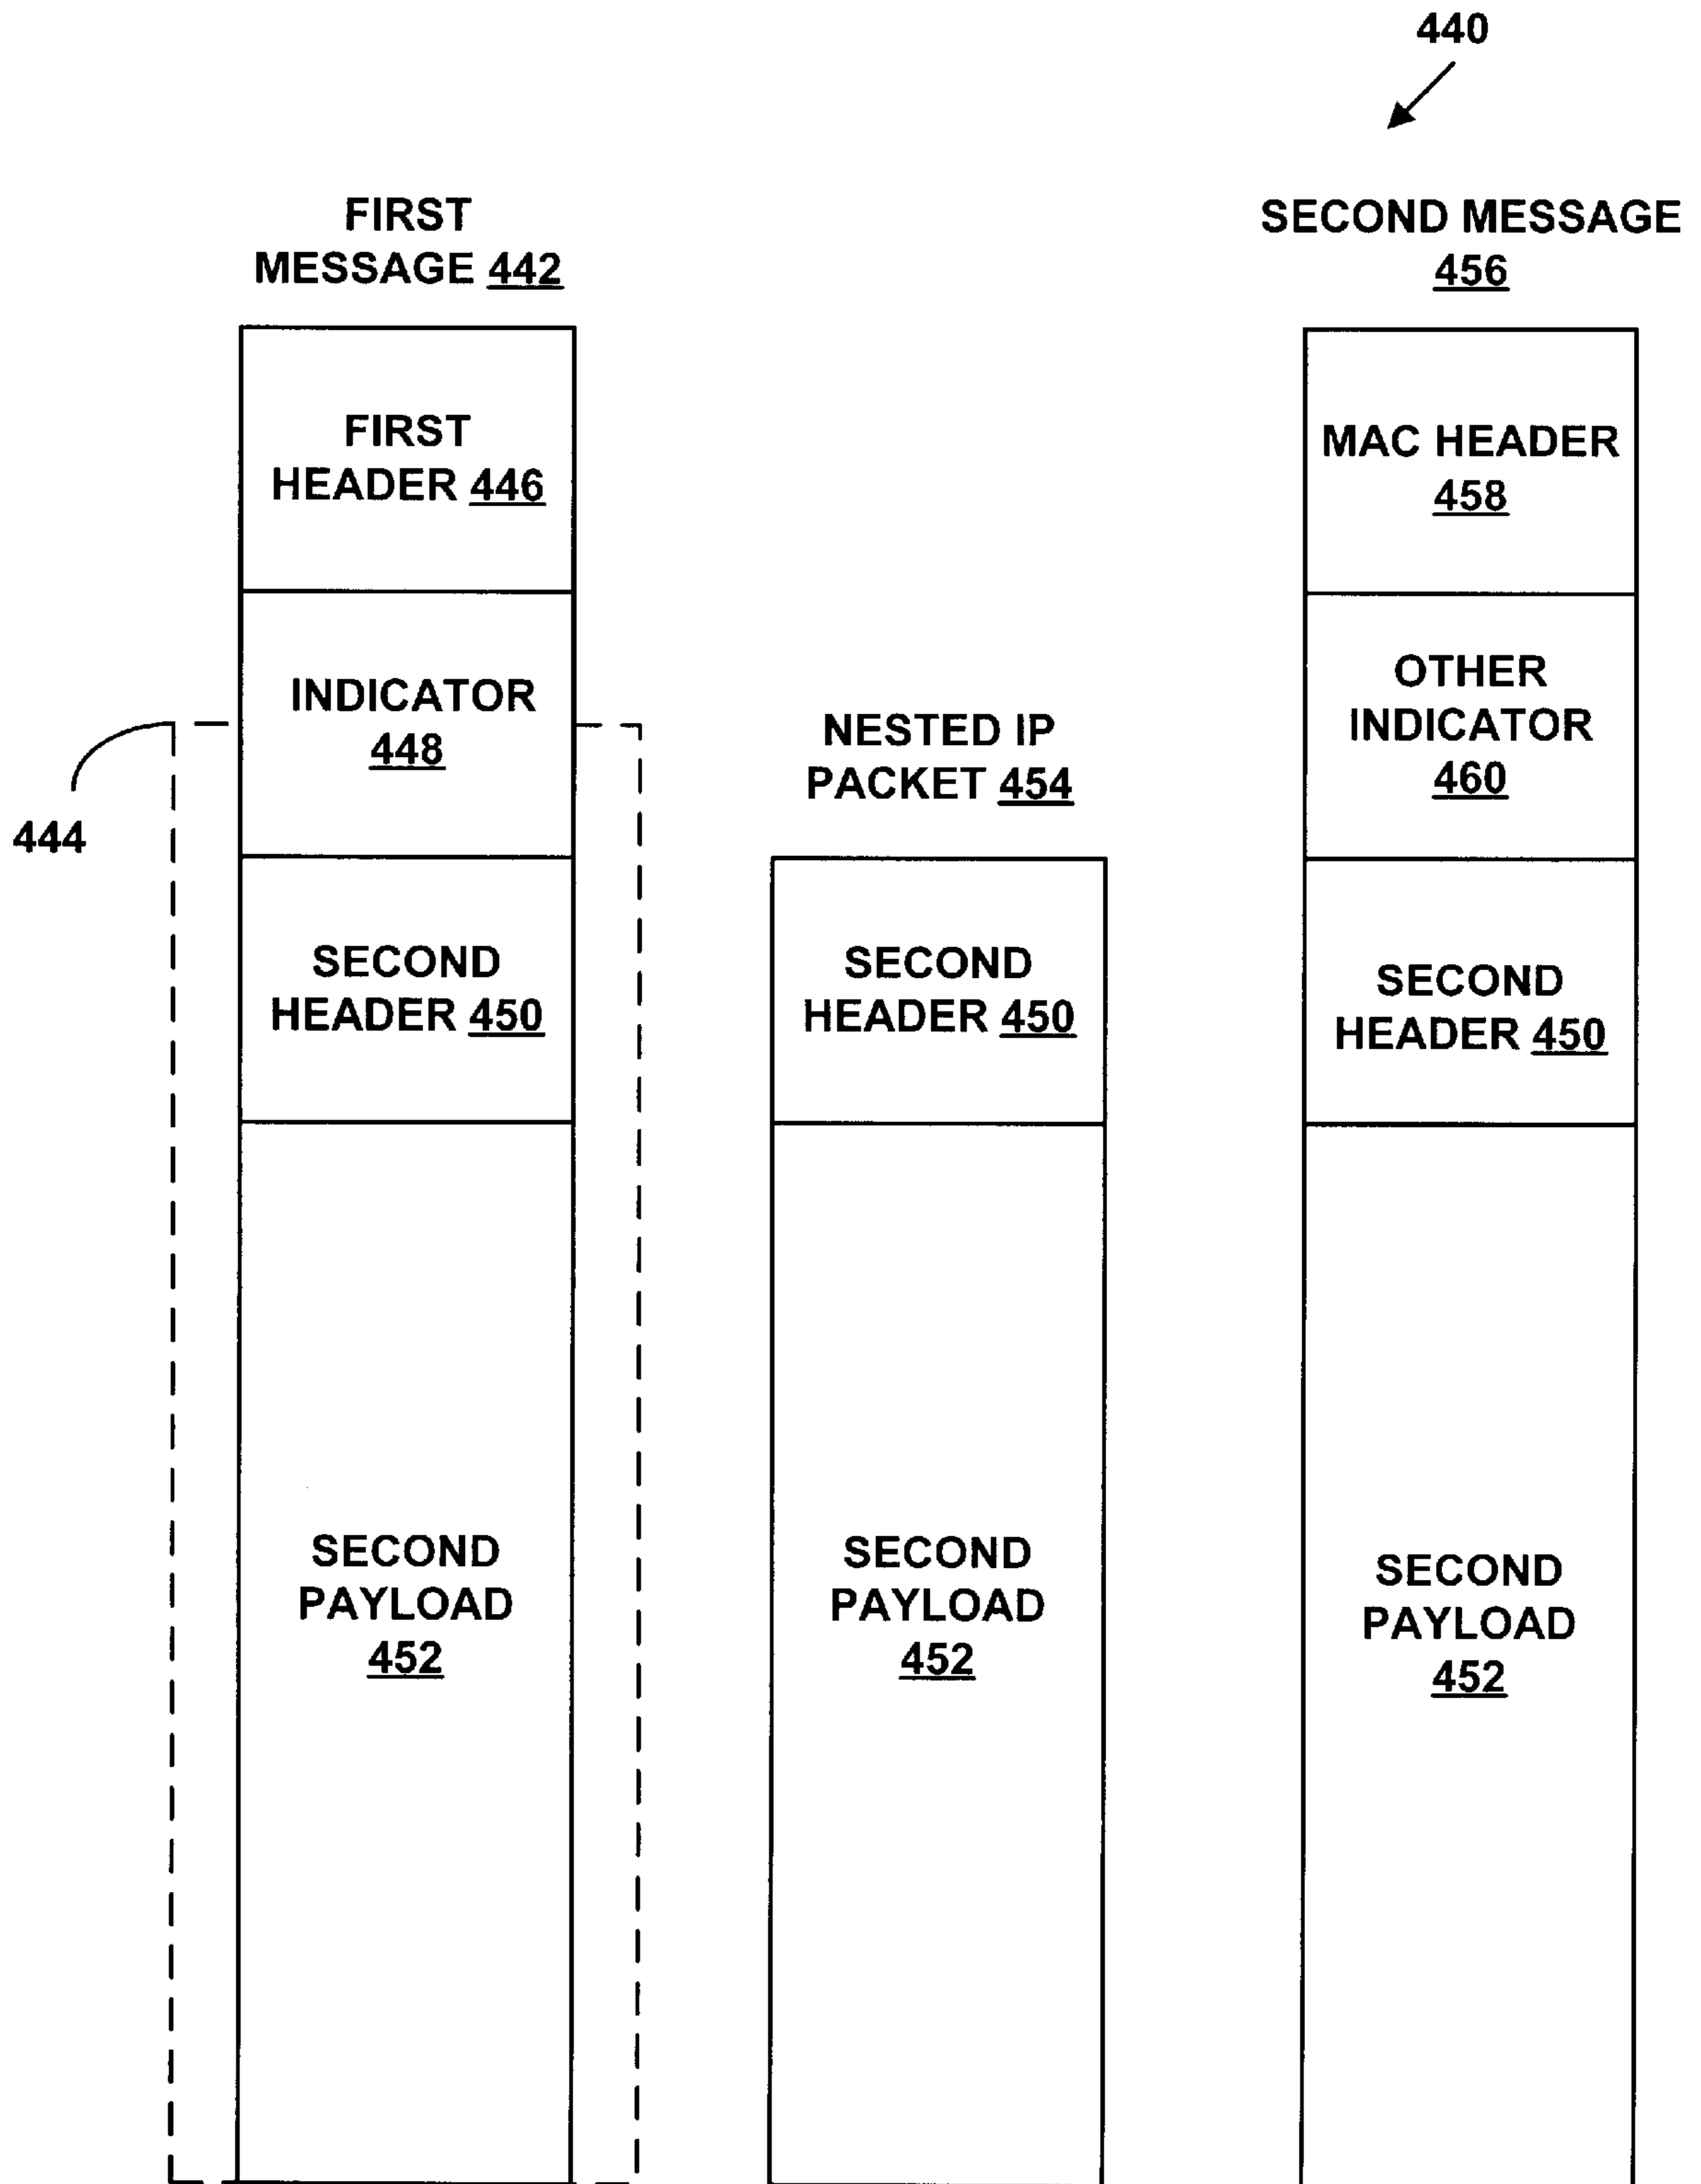 440
FIRST
MESSAGE 442
FIRST
HEADER 446
INDICATOR
448
444
SECOND
HEADER 450
SECOND
PAYLOAD
452
NESTED IP
PACKET 454
SECOND
HEADER 450
SECOND
PAYLOAD
452
SECOND MESSAGE
456
MAC HEADER
458
OTHER
INDICATOR
460
SECOND
HEADER 450
SECOND
PAYLOAD
452